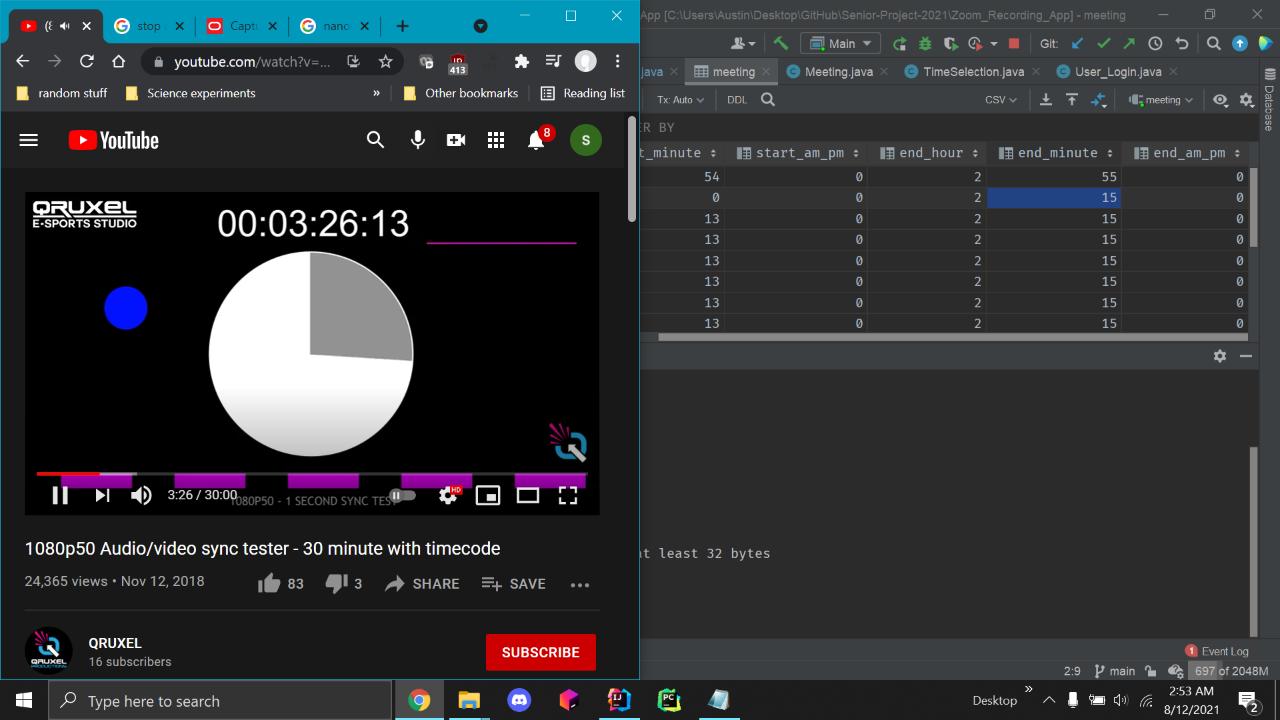 (
stop
Capt
nano
youtube.com/watch?v=...
413
random stuff
Science experiments
»
Other bookmarks
Reading list
YouTube
8
S
QRUXEL
E-SPORTS STUDIO
00:03:26:13
3:26 / 30:00
1080P50 - 1 SECOND SYNC TEST
HD
1080p50 Audio/video sync tester - 30 minute with timecode
24,365 views • Nov 12, 2018
83
3
SHARE
SAVE
QRUXEL
PRODUCTIONS
QRUXEL
16 subscribers
SUBSCRIBE
App [C:\Users\Austin\Desktop\GitHub\Senior-Project-2021\Zoom_Recording_App] - meeting
Main
Git:
java
meeting
Meeting.java
TimeSelection.java
User_Login.java
Tx: Auto
DDL
CSV
meeting
Database
ER BY
t_minute start_am_pm end_hour end_minute end_am_pm
54 0 2 55 0
0 0 2 15 0
13 0 2 15 0
13 0 2 15 0
13 0 2 15 0
13 0 2 15 0
13 0 2 15 0
13 0 2 15 0
at least 32 bytes
1 Event Log
2:9 main 697 of 2048M
Type here to search
IJ
PC
Desktop
»
2:53 AM
8/12/2021
2